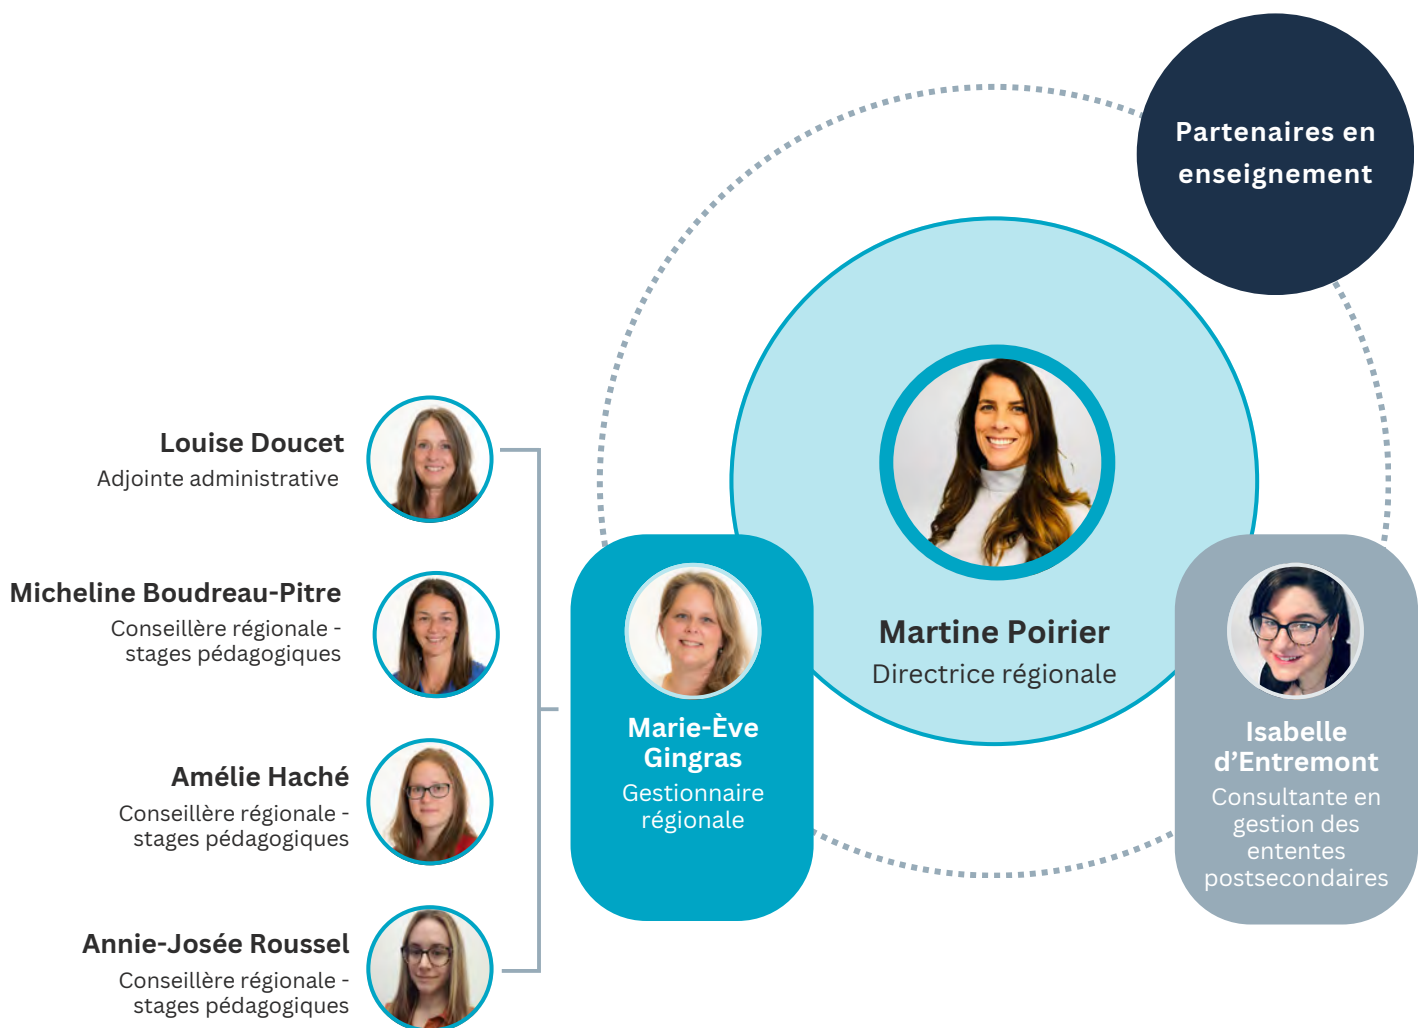 Partenaires en
enseignement
Louise Doucet
Adjointe administrative
Micheline Boudreau-Pitre
Conseillère régionale -
stages pédagogiques
Amélie Haché
Conseillère régionale -
stages pédagogiques
Annie-Josée Roussel
Conseillère régionale -
stages pédagogiques
Marie-Ève
Gingras
Gestionnaire
régionale
Martine Poirier
Directrice régionale
Isabelle
d’Entremont
Consultante en
gestion des
ententes
postsecondaires